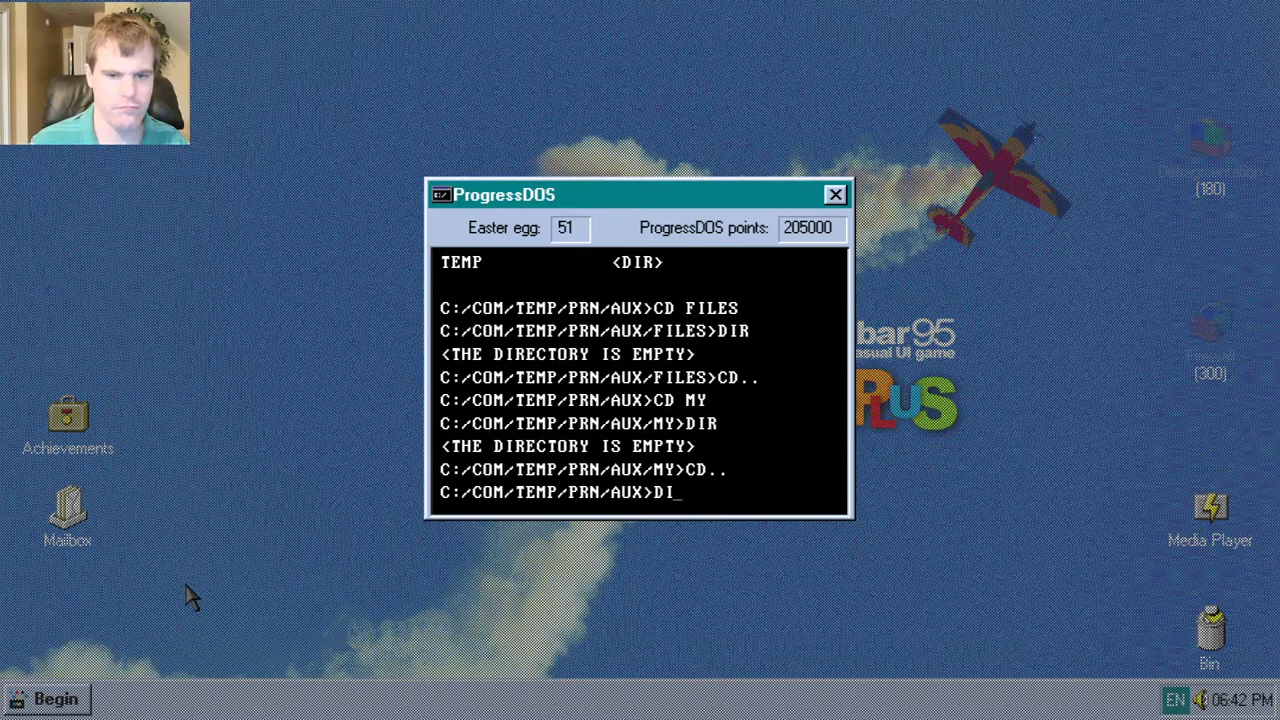 ProgressDOS
Easter egg: 51 ProgressDOS points: 205000
TEMP <DIR>
C:/COM/TEMP/PRN/AUX>CD FILES
C:/COM/TEMP/PRN/AUX/FILES>DIR
<THE DIRECTORY IS EMPTY>
C:/COM/TEMP/PRN/AUX/FILES>CD..
C:/COM/TEMP/PRN/AUX>CD MY
C:/COM/TEMP/PRN/AUX/MY>DIR
<THE DIRECTORY IS EMPTY>
C:/COM/TEMP/PRN/AUX/MY>CD..
C:/COM/TEMP/PRN/AUX>DI_
(180)
bar95
asual UI game
PLUS
(300)
Achievements
Mailbox
Media Player
Bin
Begin
EN 06:42 PM